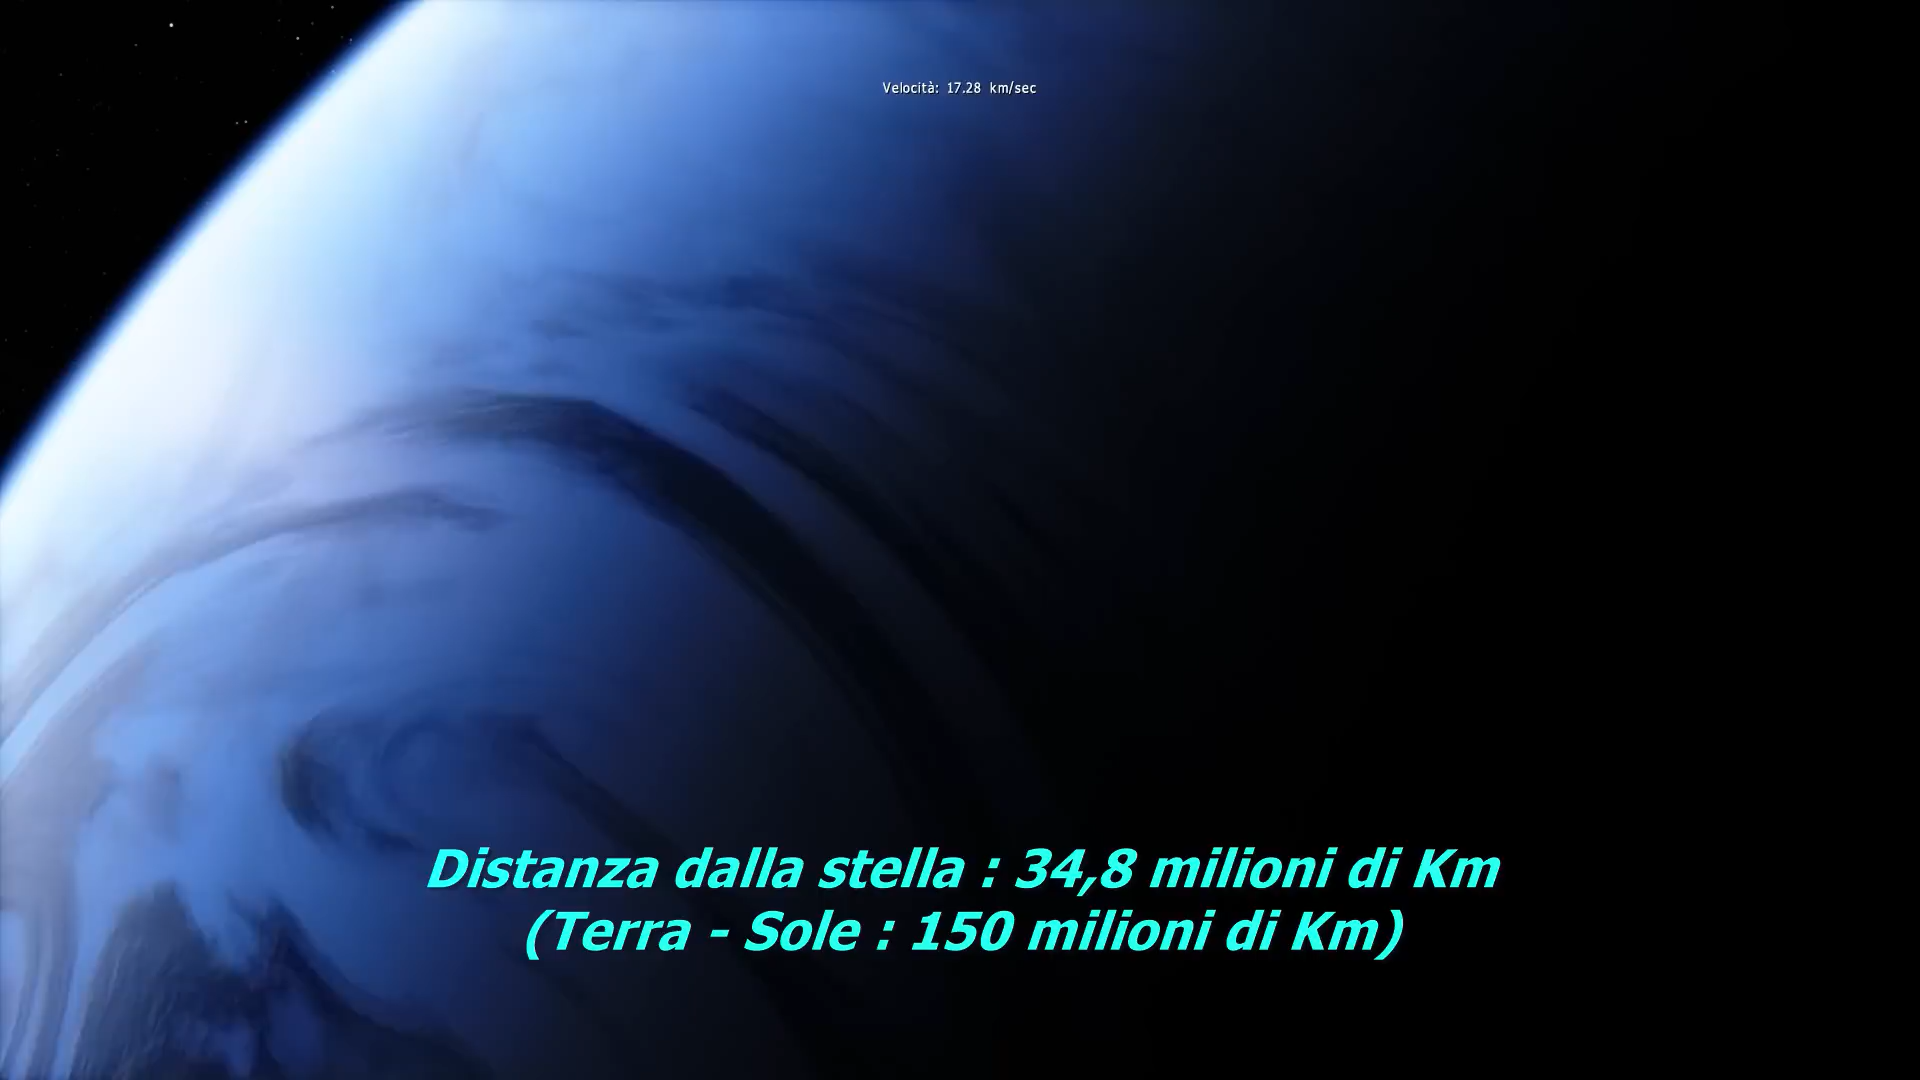 Velocità: 17.28 km/sec
Distanza dalla stella : 34,8 milioni di Km
(Terra - Sole : 150 milioni di Km)